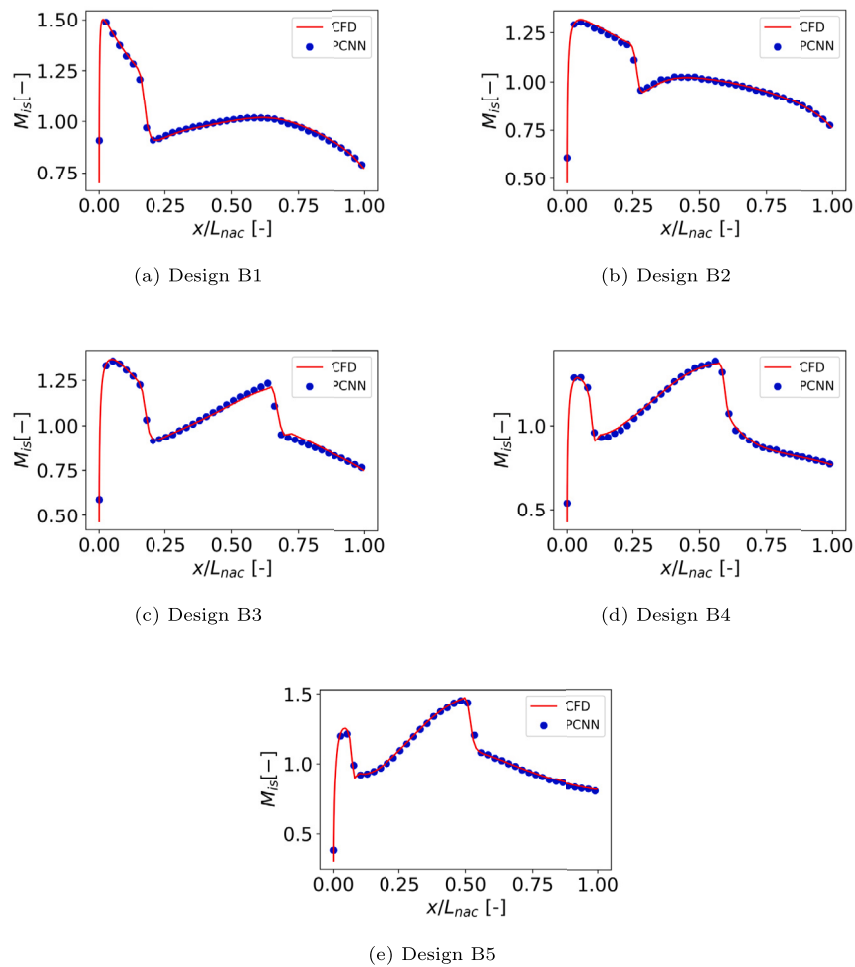 1.50
1.25
1.00
0.75
M_is[−]
CFD
PCNN
0.00 0.25 0.50 0.75 1.00
x/L_nac [-]
(a) Design B1
1.25
1.00
0.75
0.50
M_is[−]
CFD
PCNN
0.00 0.25 0.50 0.75 1.00
x/L_nac [-]
(b) Design B2
1.25
1.00
0.75
0.50
M_is[−]
CFD
PCNN
0.00 0.25 0.50 0.75 1.00
x/L_nac [-]
(c) Design B3
1.0
0.5
M_is[−]
CFD
PCNN
0.00 0.25 0.50 0.75 1.00
x/L_nac [-]
(d) Design B4
1.5
1.0
0.5
M_is[−]
CFD
PCNN
0.00 0.25 0.50 0.75 1.00
x/L_nac [-]
(e) Design B5